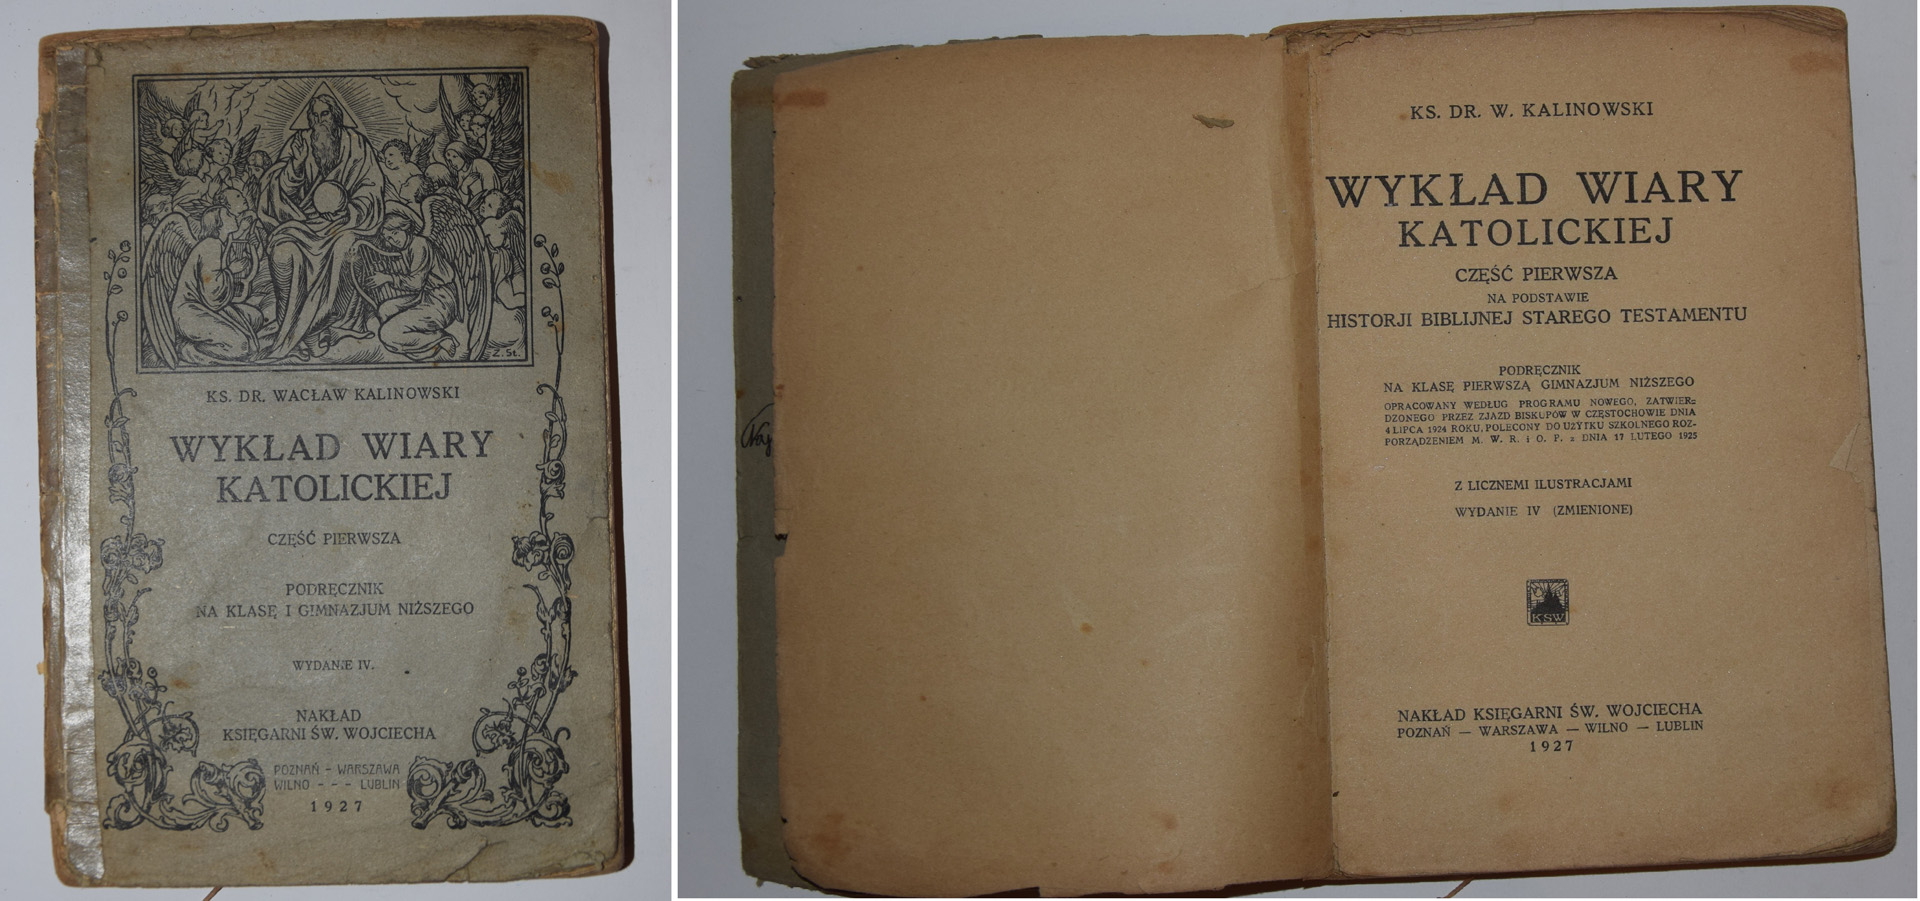 Z. St.
KS. DR. WACŁAW KALINOWSKI
WYKŁAD WIARY
KATOLICKIEJ
CZĘŚĆ PIERWSZA
PODRĘCZNIK
NA KLASĘ I GIMNAZJUM NIŻSZEGO
WYDANIE IV.
NAKŁAD
KSIĘGARNI ŚW. WOJCIECHA
POZNAŃ - WARSZAWA
WILNO - - - LUBLIN
1927
KS. DR. W. KALINOWSKI
WYKŁAD WIARY
KATOLICKIEJ
CZĘŚĆ PIERWSZA
NA PODSTAWIE
HISTORJI BIBLIJNEJ STAREGO TESTAMENTU
PODRĘCZNIK
NA KLASĘ PIERWSZĄ GIMNAZJUM NIŻSZEGO
OPRACOWANY WEDŁUG PROGRAMU NOWEGO, ZATWIER=
DZONEGO PRZEZ ZJAZD BISKUPÓW W CZĘSTOCHOWIE DNIA
4 LIPCA 1924 ROKU, POLECONY DO UŻYTKU SZKOLNEGO ROZ-
PORZĄDZENIEM M. W. R. i O. P. z DNIA 17 LUTEGO 1925
Z LICZNEMI ILUSTRACJAMI
WYDANIE IV (ZMIENIONE)
KSW
NAKŁAD KSIĘGARNI ŚW. WOJCIECHA
POZNAŃ — WARSZAWA — WILNO — LUBLIN
1927